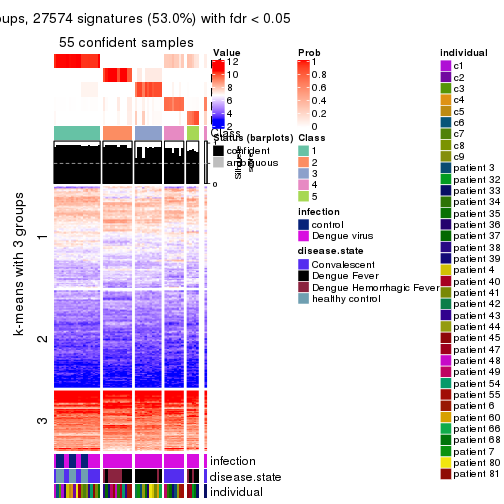 oups, 27574 signatures (53.0%) with fdr < 0.05
55 confident samples
k-means with 3 groups
1
2
3
Value
12
10
8
6
4
2
Prob
1
0.8
0.6
0.4
0.2
0
Class
Status (barplots)
confident
ambiguous
1
0
Class
1
2
3
4
5
infection
control
Dengue virus
disease.state
Convalescent
Dengue Fever
Dengue Hemorrhagic Fever
healthy control
individual
c1
c2
c3
c4
c5
c6
c7
c8
c9
patient 3
patient 32
patient 33
patient 34
patient 35
patient 36
patient 37
patient 38
patient 39
patient 4
patient 40
patient 41
patient 42
patient 43
patient 44
patient 45
patient 47
patient 48
patient 49
patient 54
patient 55
patient 6
patient 60
patient 66
patient 68
patient 7
patient 80
patient 81
infection
disease.state
individual